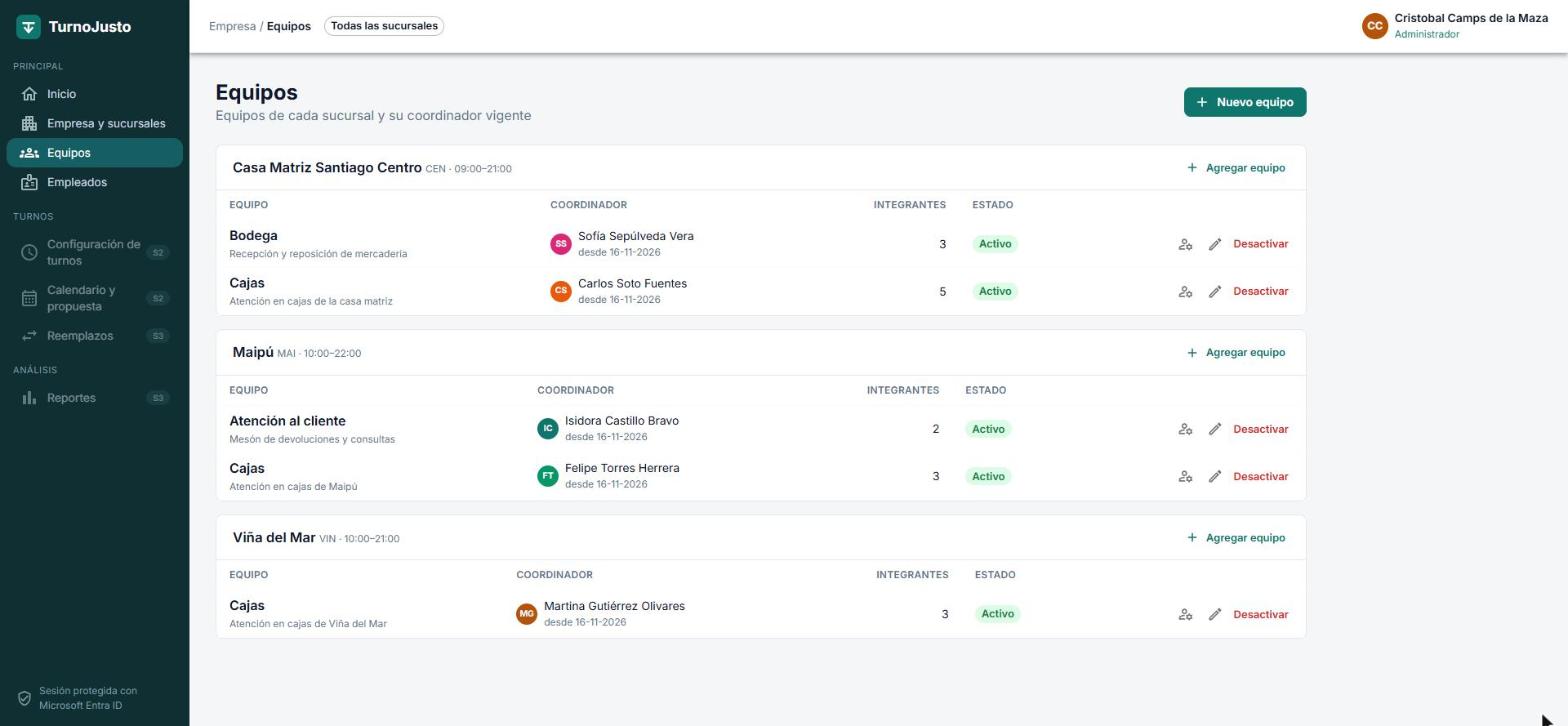 TurnoJusto
Empresa / Equipos
Todas las sucursales
CC
Cristobal Camps de la Maza
Administrador
PRINCIPAL
Inicio
Empresa y sucursales
Equipos
Empleados
TURNOS
Configuración de
turnos
S2
Calendario y
propuesta
S2
Reemplazos
S3
ANÁLISIS
Reportes
S3
Sesión protegida con
Microsoft Entra ID
Equipos
Equipos de cada sucursal y su coordinador vigente
+ Nuevo equipo
Casa Matriz Santiago Centro CEN · 09:00–21:00
+ Agregar equipo
EQUIPO COORDINADOR INTEGRANTES ESTADO
Bodega
Recepción y reposición de mercadería
SS
Sofía Sepúlveda Vera
desde 16-11-2026
3
Activo
Desactivar
Cajas
Atención en cajas de la casa matriz
CS
Carlos Soto Fuentes
desde 16-11-2026
5
Activo
Desactivar
Maipú MAI · 10:00–22:00
+ Agregar equipo
EQUIPO COORDINADOR INTEGRANTES ESTADO
Atención al cliente
Mesón de devoluciones y consultas
IC
Isidora Castillo Bravo
desde 16-11-2026
2
Activo
Desactivar
Cajas
Atención en cajas de Maipú
FT
Felipe Torres Herrera
desde 16-11-2026
3
Activo
Desactivar
Viña del Mar VIN · 10:00–21:00
+ Agregar equipo
EQUIPO COORDINADOR INTEGRANTES ESTADO
Cajas
Atención en cajas de Viña del Mar
MG
Martina Gutiérrez Olivares
desde 16-11-2026
3
Activo
Desactivar